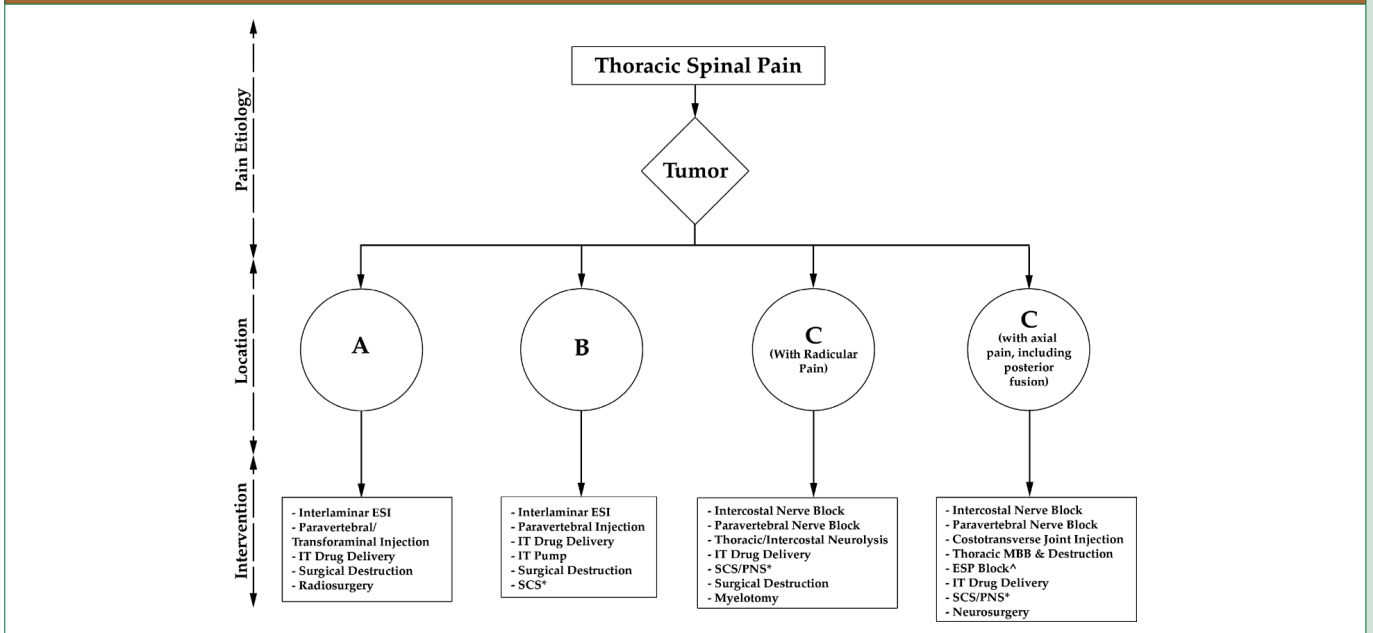 Thoracic Spinal Pain
Pain Etiology
Tumor
Location
A
B
C
(With Radicular
Pain)
C
(with axial
pain, including
posterior
fusion)
Intervention
- Interlaminar ESI
- Paravertebral/
Transforaminal Injection
- IT Drug Delivery
- Surgical Destruction
- Radiosurgery
- Interlaminar ESI
- Paravertebral Injection
- IT Drug Delivery
- IT Pump
- Surgical Destruction
- SCS*
- Intercostal Nerve Block
- Paravertebral Nerve Block
- Thoracic/Intercostal Neurolysis
- IT Drug Delivery
- SCS/PNS*
- Surgical Destruction
- Myelotomy
- Intercostal Nerve Block
- Paravertebral Nerve Block
- Costotransverse Joint Injection
- Thoracic MBB & Destruction
- ESP Block^
- IT Drug Delivery
- SCS/PNS*
- Neurosurgery